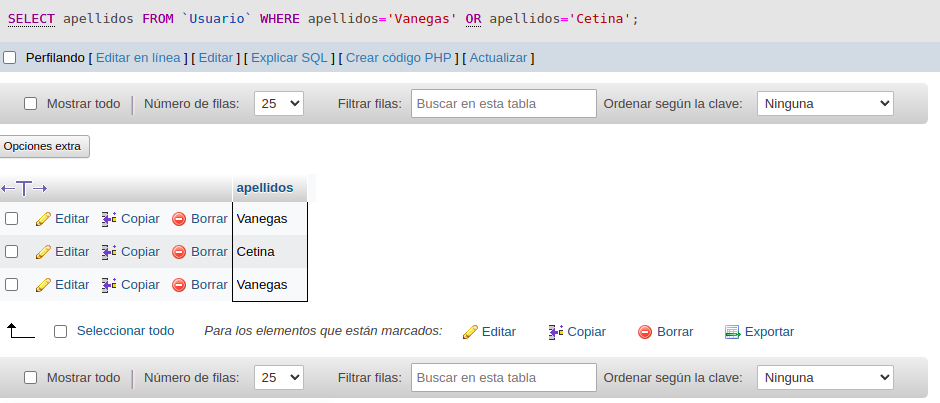 SELECT apellidos FROM `Usuario` WHERE apellidos='Vanegas' OR apellidos='Cetina';
Perfilando [ Editar en línea ] [ Editar ] [ Explicar SQL ] [ Crear código PHP ] [ Actualizar ]
Mostrar todo | Número de filas: 25 Filtrar filas: Buscar en esta tabla Ordenar según la clave: Ninguna
Opciones extra
←T→ apellidos
Editar Copiar Borrar Vanegas
Editar Copiar Borrar Cetina
Editar Copiar Borrar Vanegas
Seleccionar todo Para los elementos que están marcados: Editar Copiar Borrar Exportar
Mostrar todo | Número de filas: 25 Filtrar filas: Buscar en esta tabla Ordenar según la clave: Ninguna